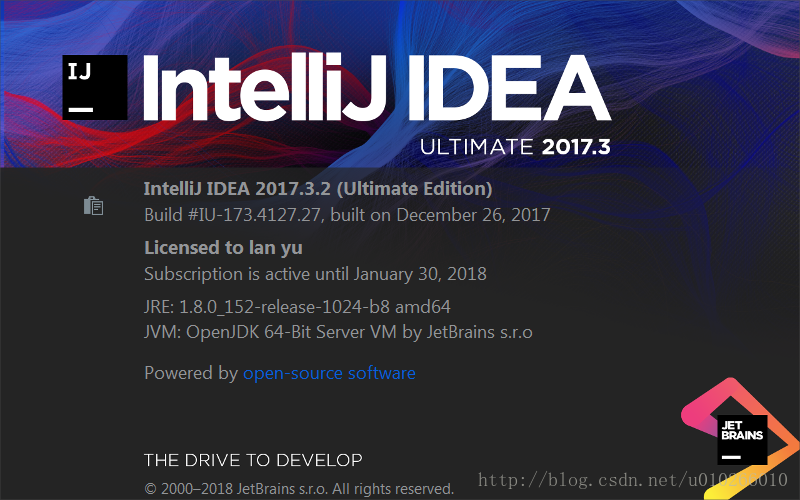 IJ
IntelliJ IDEA
ULTIMATE 2017.3
IntelliJ IDEA 2017.3.2 (Ultimate Edition)
Build #IU-173.4127.27, built on December 26, 2017
Licensed to lan yu
Subscription is active until January 30, 2018
JRE: 1.8.0_152-release-1024-b8 amd64
JVM: OpenJDK 64-Bit Server VM by JetBrains s.r.o
Powered by open-source software
JET
BRAINS
THE DRIVE TO DEVELOP
© 2000–2018 JetBrains s.r.o. All rights reserved.